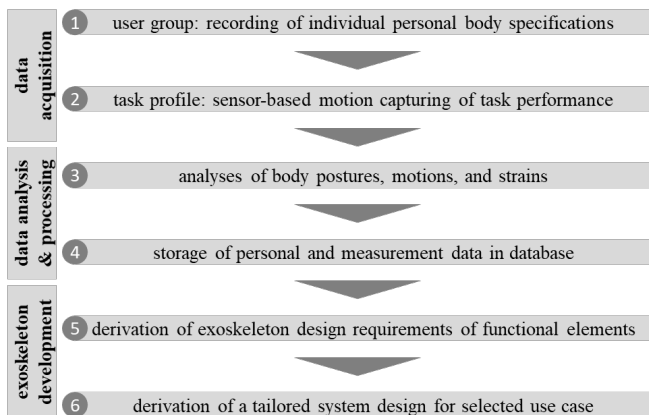 data
acquisition
1 user group: recording of individual personal body specifications
2 task profile: sensor-based motion capturing of task performance
data analysis
& processing
3 analyses of body postures, motions, and strains
4 storage of personal and measurement data in database
exoskeleton
development
5 derivation of exoskeleton design requirements of functional elements
6 derivation of a tailored system design for selected use case